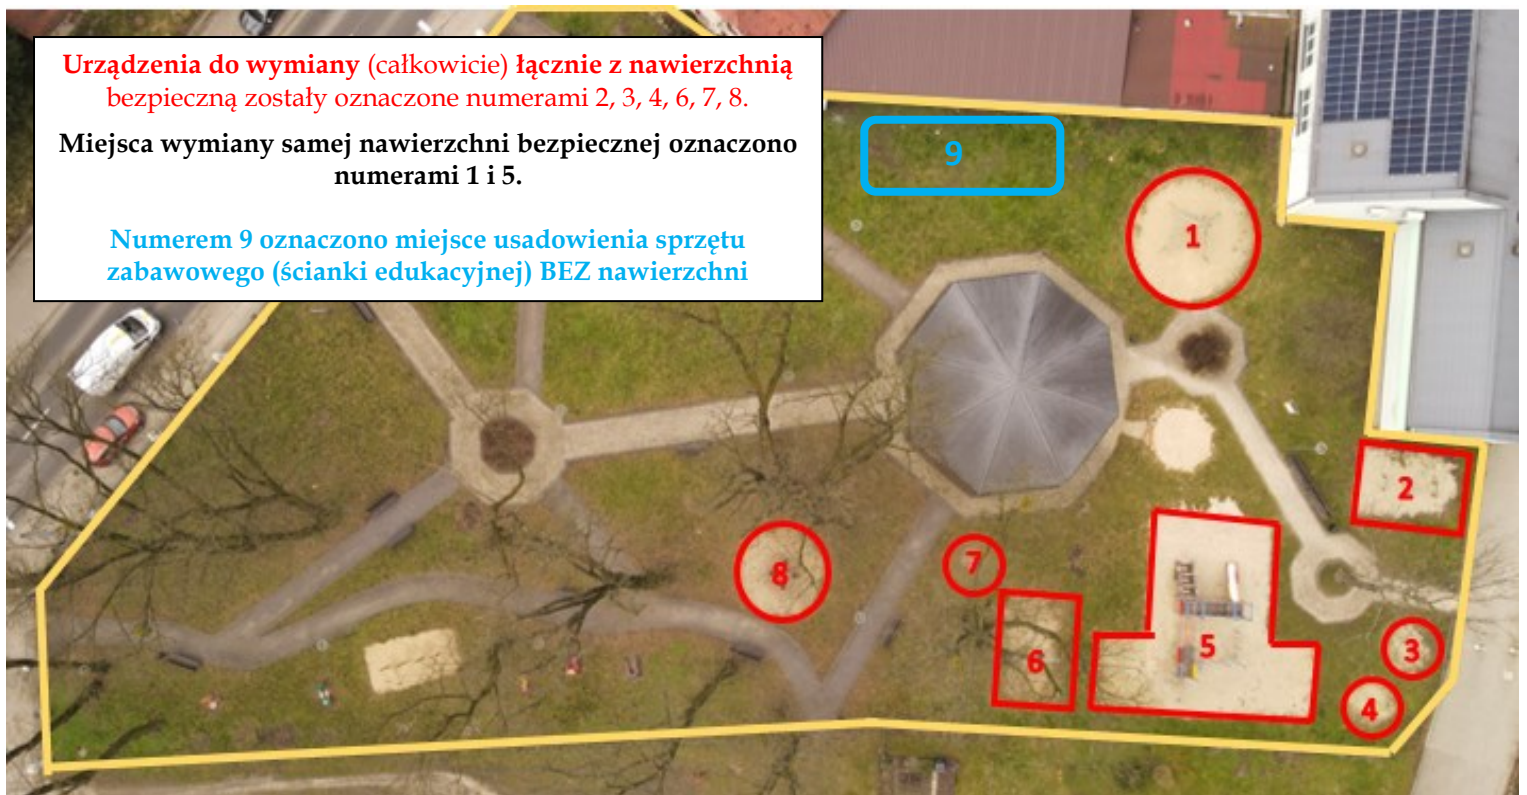 Urządzenia do wymiany (całkowicie) łącznie z nawierzchnią
bezpieczną zostały oznaczone numerami 2, 3, 4, 6, 7, 8.
Miejsca wymiany samej nawierzchni bezpiecznej oznaczono
numerami 1 i 5.
Numerem 9 oznaczono miejsce usadowienia sprzętu
zabawowego (ścianki edukacyjnej) BEZ nawierzchni
9
1
2
8
7
6
5
3
4